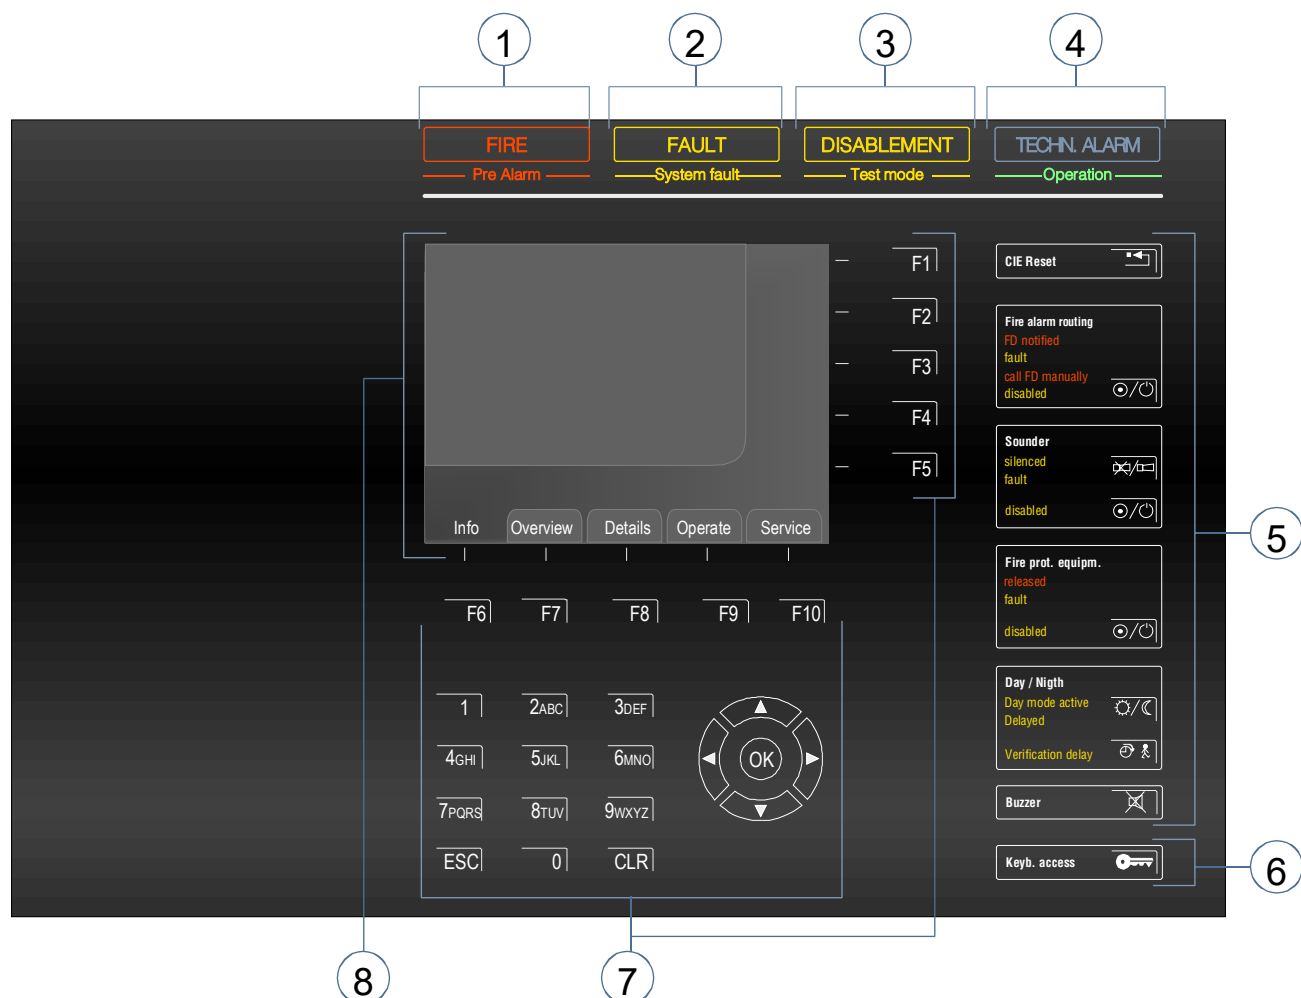 1 2 3 4
FIRE FAULT DISABLEMENT TECHN. ALARM
Pre Alarm System fault Test mode Operation
F1
F2
F3
F4
F5
Info Overview Details Operate Service
F6 F7 F8 F9 F10
1 2ABC 3DEF
4GHI 5JKL 6MNO
7PQRS 8TUV 9WXYZ
ESC 0 CLR
OK
CIE Reset
Fire alarm routing
FD notified
fault
call FD manually
disabled
Sounder
silenced
fault
disabled
Fire prot. equipm.
released
fault
disabled
Day / Nigth
Day mode active
Delayed
Verification delay
Buzzer
Keyb. access
5
6
8 7